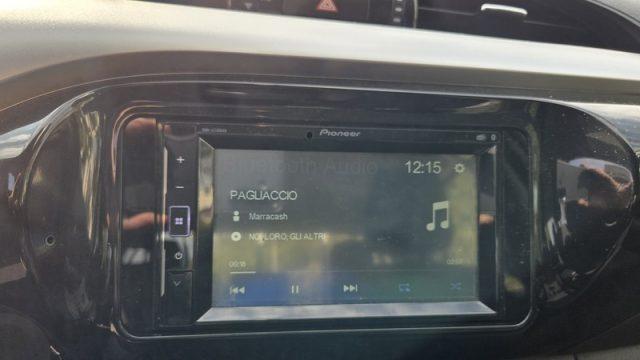 Pioneer
Bluetooth Audio
12:15
PAGLIACCIO
Marracash
NOI, LORO, GLI ALTRI
00:16